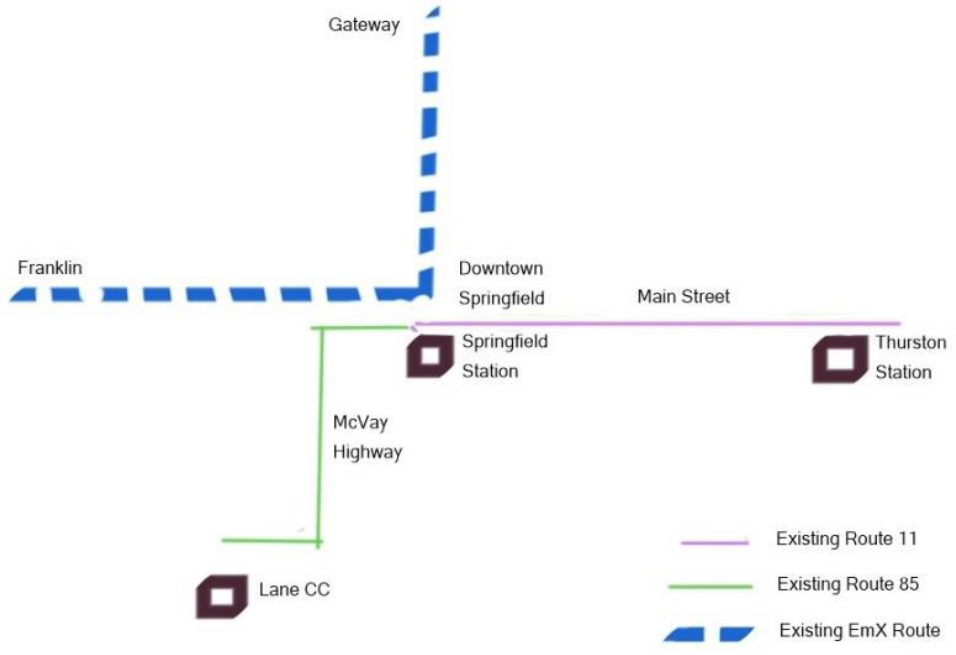 Gateway
Franklin
Downtown
Springfield
Main Street
Springfield
Station
Thurston
Station
McVay
Highway
Lane CC
Existing Route 11
Existing Route 85
Existing EmX Route